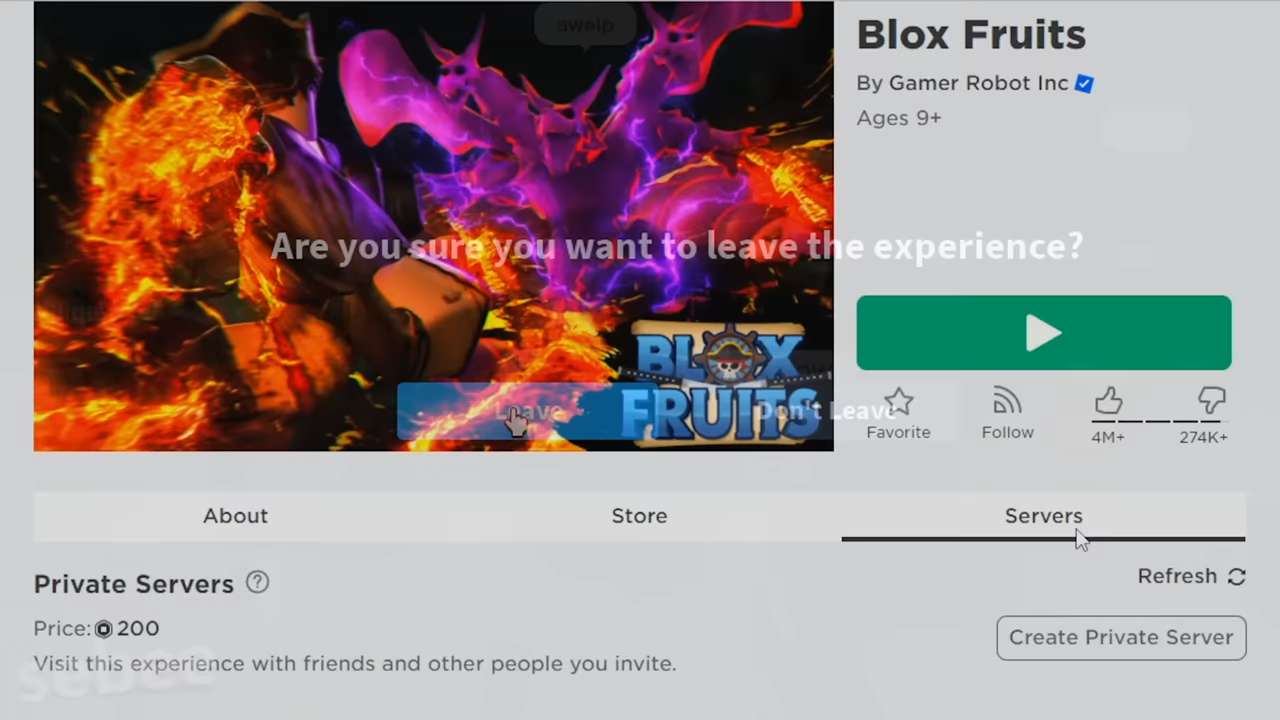 awelp
Blox Fruits
By Gamer Robot Inc
Ages 9+
Are you sure you want to leave the experience?
BLOX
FRUITS
Leave
Don't Leave
Favorite
Follow
4M+
274K+
About
Store
Servers
Private Servers ?
Refresh
Price: 200
Create Private Server
Visit this experience with friends and other people you invite.
sebee